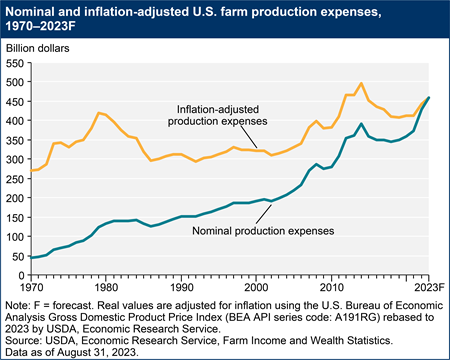 Nominal and inflation-adjusted U.S. farm production expenses,
1970–2023F
Billion dollars
550
500
450
400
350
300
250
200
150
100
50
0
Inflation-adjusted
production expenses
Nominal production expenses
1970 1980 1990 2000 2010 2023F
Note: F = forecast. Real values are adjusted for inflation using the U.S. Bureau of Economic
Analysis Gross Domestic Product Price Index (BEA API series code: A191RG) rebased to
2023 by USDA, Economic Research Service.
Source: USDA, Economic Research Service, Farm Income and Wealth Statistics.
Data as of August 31, 2023.